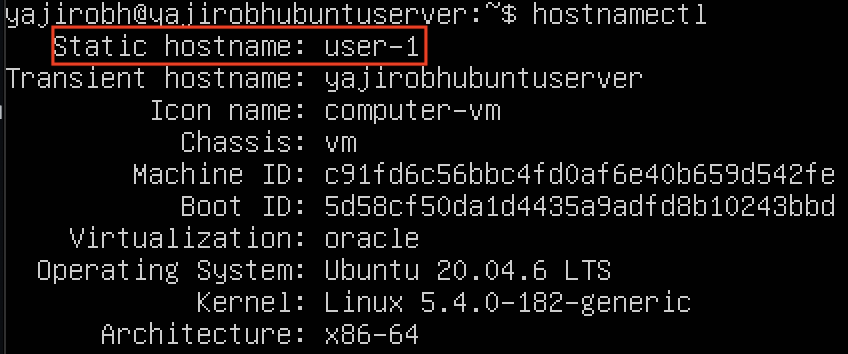 yajirobh@yajirobhubuntuserver:~$ hostnamectl
Static hostname: user-1
Transient hostname: yajirobhubuntuserver
Icon name: computer-vm
Chassis: vm
Machine ID: c91fd6c56bbc4fd0af6e40b659d542fe
Boot ID: 5d58cf50da1d4435a9adfd8b10243bbd
Virtualization: oracle
Operating System: Ubuntu 20.04.6 LTS
Kernel: Linux 5.4.0-182-generic
Architecture: x86-64